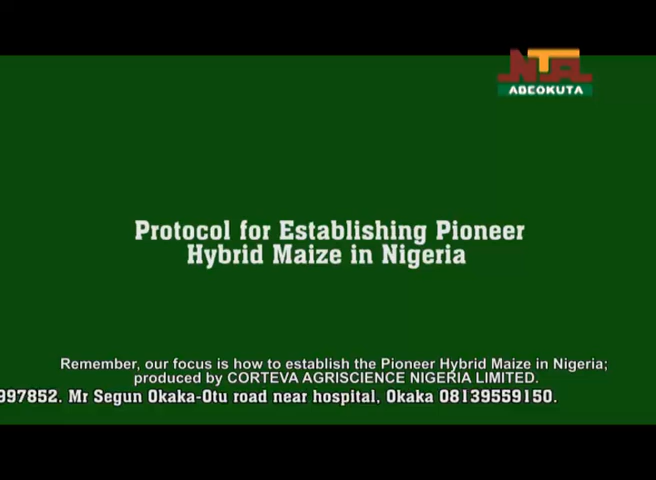 NTA
ABEOKUTA
Protocol for Establishing Pioneer
Hybrid Maize in Nigeria
Remember, our focus is how to establish the Pioneer Hybrid Maize in Nigeria;
produced by CORTEVA AGRISCIENCE NIGERIA LIMITED.
997852. Mr Segun Okaka-Otu road near hospital, Okaka 08139559150.